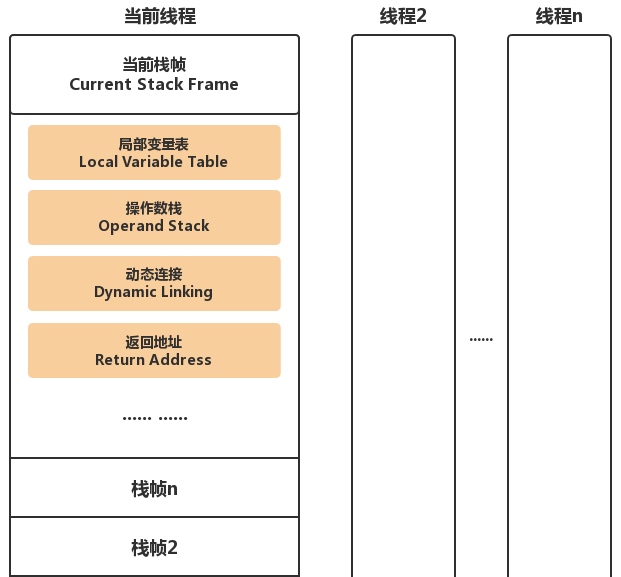 当前线程
线程2
线程n
当前栈帧
Current Stack Frame
局部变量表
Local Variable Table
操作数栈
Operand Stack
动态连接
Dynamic Linking
返回地址
Return Address
...... ......
......
栈帧n
栈帧2